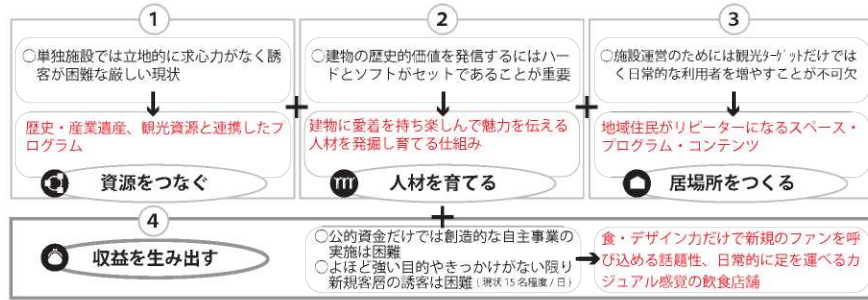 1
○単独施設では立地的に求心力がなく誘
客が困難な厳しい現状
歴史・産業遺産、観光資源と連携したプ
ログラム
資源をつなぐ
+
2
○建物の歴史的価値を発信するにはハー
ドとソフトがセットであることが重要
建物に愛着を持ち楽しんで魅力を伝える
人材を発掘し育てる仕組み
人材を育てる
+
3
○施設運営のためには観光ターゲットだけでは
く日常的な利用者を増やすことが不可欠
地域住民がリピーターになるスペース・
プログラム・コンテンツ
居場所をつくる
+
4
収益を生み出す
○公的資金だけでは創造的な自主事業の
実施は困難
○よほど強い目的やきっかけがない限り
新規客層の誘客は困難(現状15名程度/日)
食・デザイン力だけで新規のファンを呼
び込める話題性、日常的に足を運べるカ
ジュアル感覚の飲食店舗